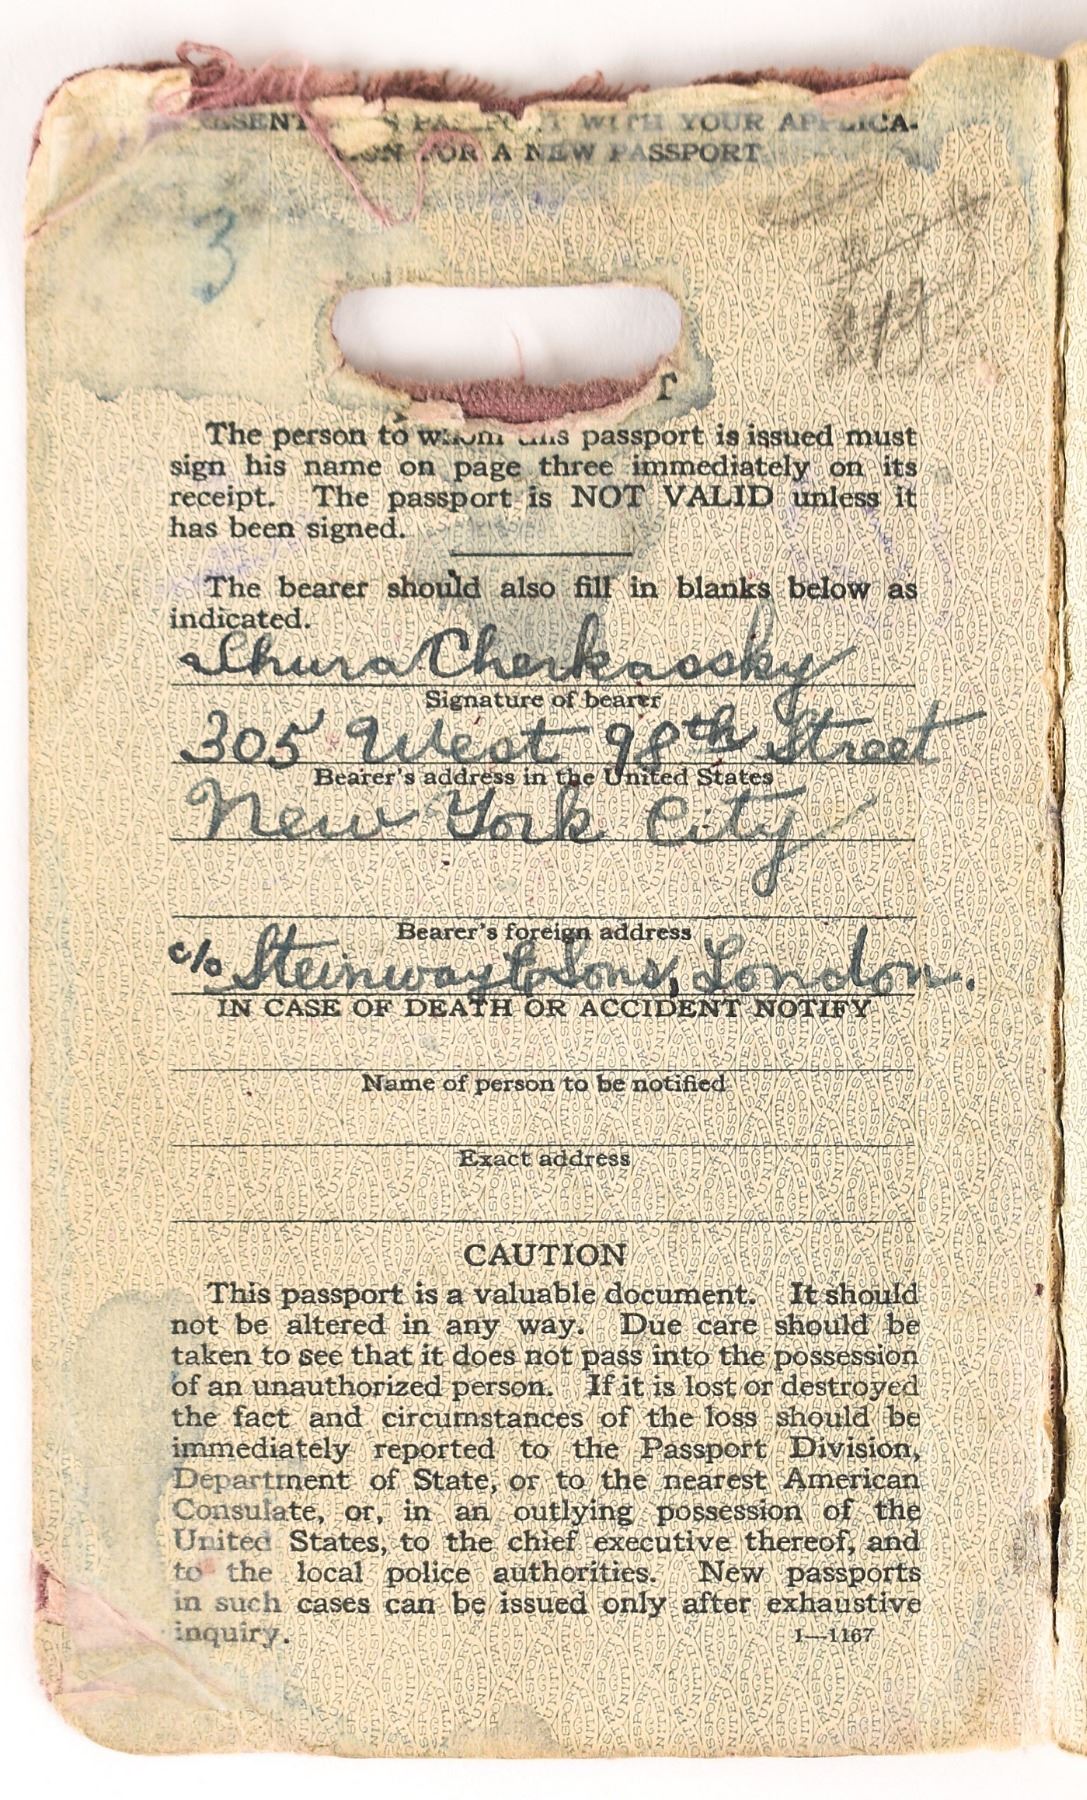 WITH YOUR APPLICA-
FOR A NEW PASSPORT
3
The person to whom this passport is issued must
sign his name on page three immediately on its
receipt. The passport is NOT VALID unless it
has been signed.
The bearer should also fill in blanks below as
indicated.
Shura Cherkassky
Signature of bearer
305 West 98th Street
Bearer's address in the United States
New York City
Bearer's foreign address
c/o Steinway & Sons, London.
IN CASE OF DEATH OR ACCIDENT NOTIFY
Name of person to be notified
Exact address
CAUTION
This passport is a valuable document. It should
not be altered in any way. Due care should be
taken to see that it does not pass into the possession
of an unauthorized person. If it is lost or destroyed
the fact and circumstances of the loss should be
immediately reported to the Passport Division,
Department of State, or to the nearest American
Consulate, or, in an outlying possession of the
United States, to the chief executive thereof, and
to the local police authorities. New passports
in such cases can be issued only after exhaustive
inquiry.
1—1167